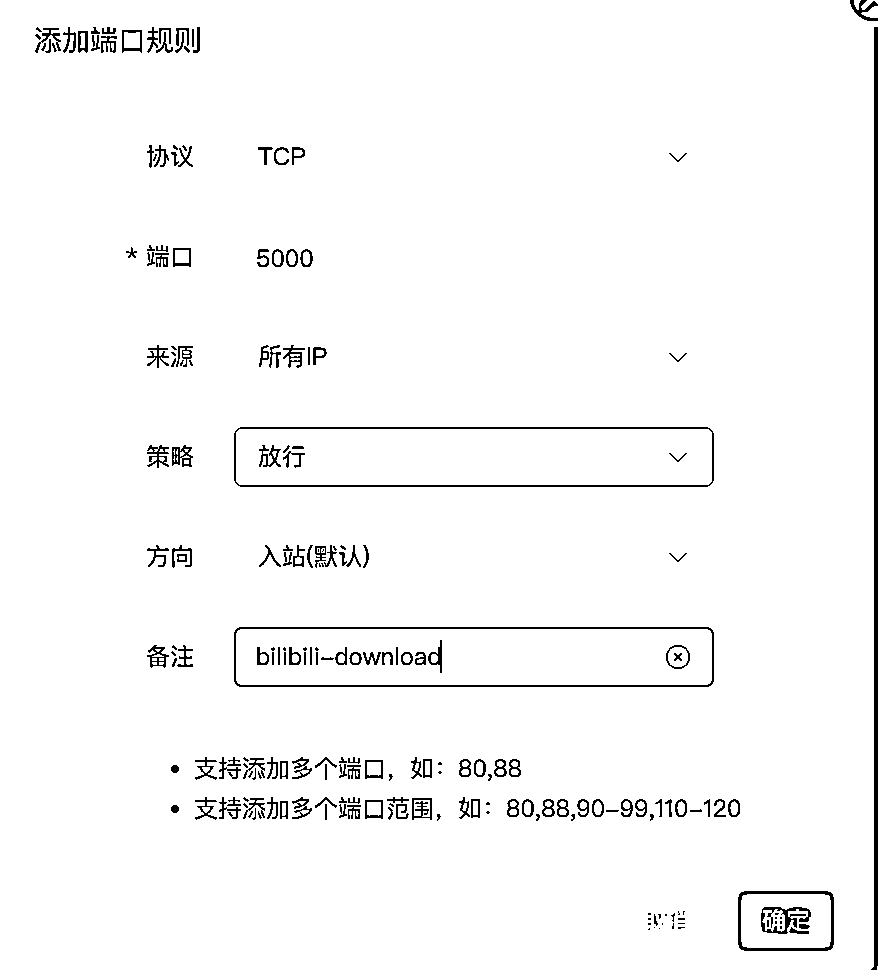 添加端口规则
协议 TCP
* 端口 5000
来源 所有IP
策略 放行
方向 入站(默认)
备注 bilibili-download
• 支持添加多个端口，如：80,88
• 支持添加多个端口范围，如：80,88,90-99,110-120
确定